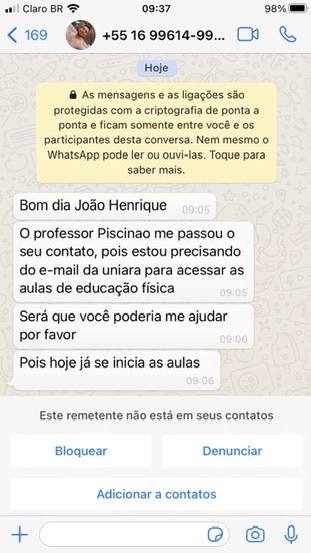 Claro BR 09:37 98%
169 +55 16 99614-99...
Hoje
As mensagens e as ligações são
protegidas com a criptografia de ponta a
ponta e ficam somente entre você e os
participantes desta conversa. Nem mesmo o
WhatsApp pode ler ou ouvi-las. Toque para
saber mais.
Bom dia João Henrique 09:05
O professor Piscinao me passou o
seu contato, pois estou precisando
do e-mail da uniara para acessar as
aulas de educação física
09:05
Será que você poderia me ajudar
por favor 09:06
Pois hoje já se inicia as aulas
09:06
Este remetente não está em seus contatos
Bloquear Denunciar
Adicionar a contatos